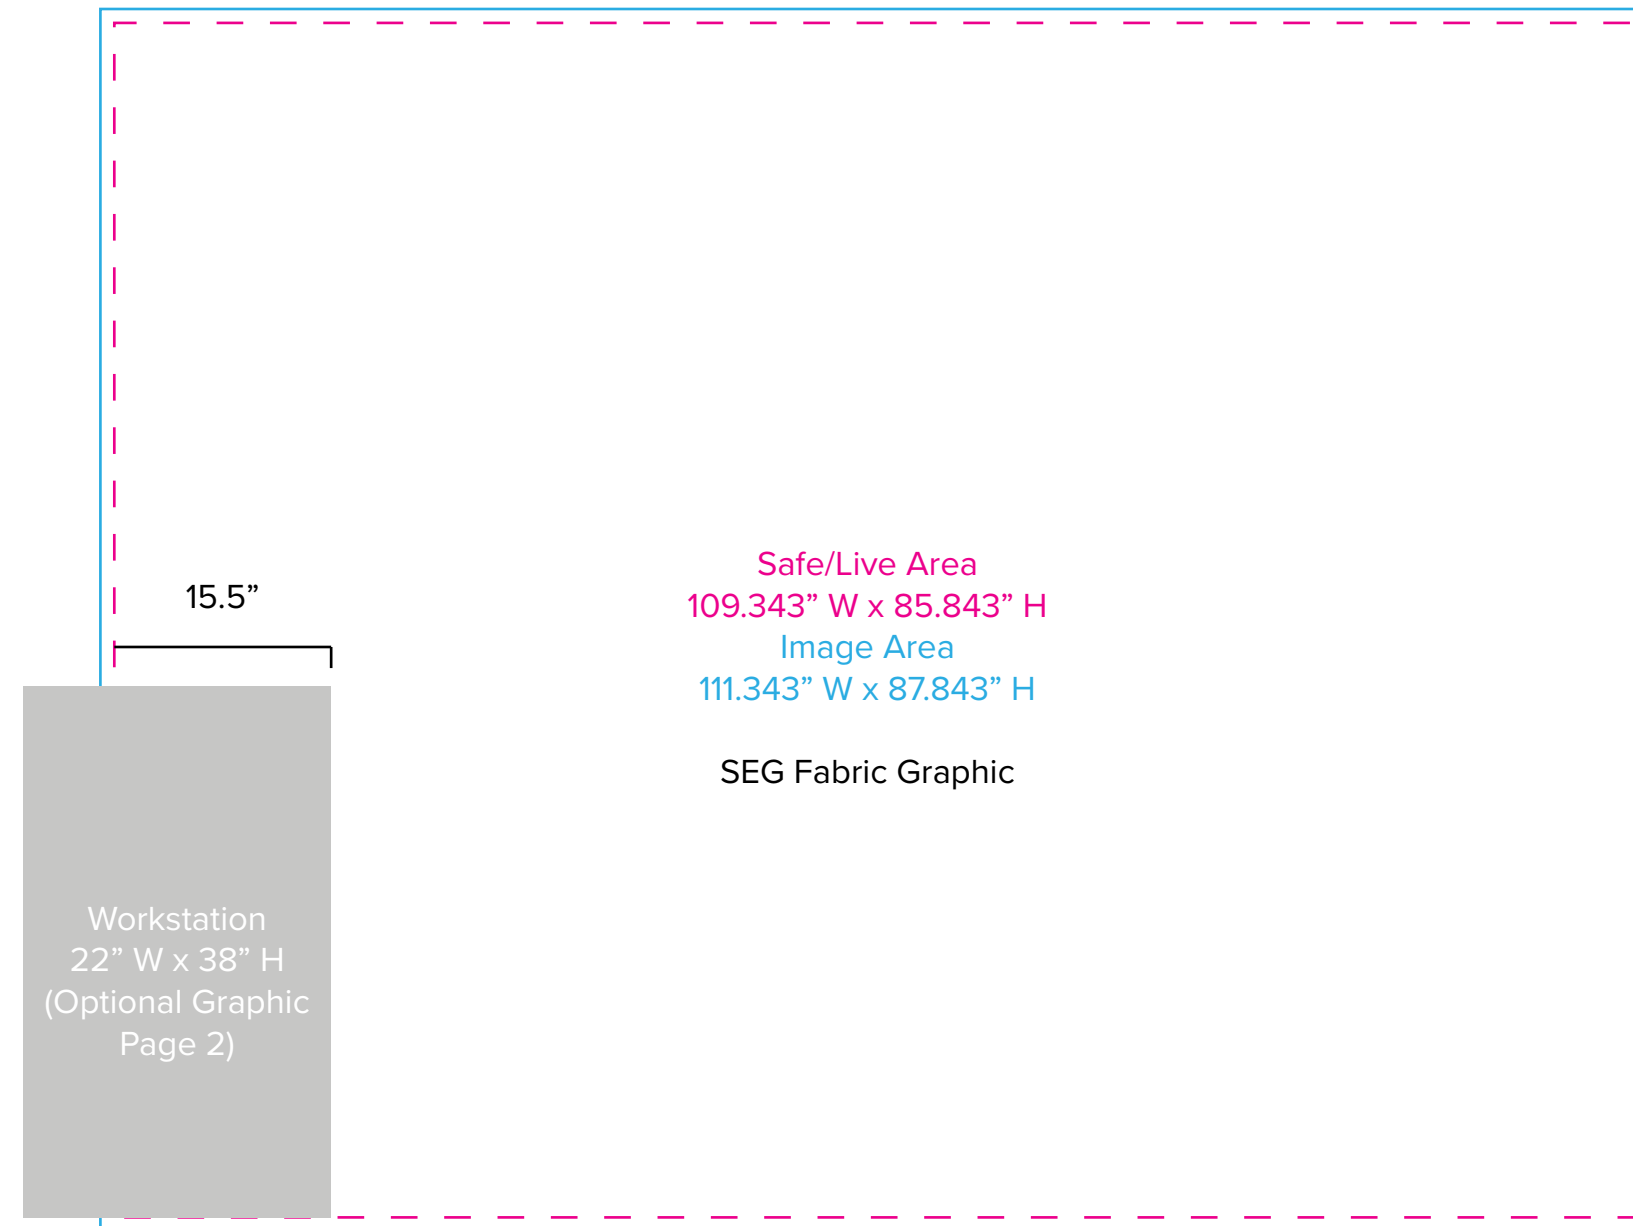 Safe/Live Area
109.343” W x 85.843” H
Image Area
111.343” W x 87.843” H
SEG Fabric Graphic
15.5”
Workstation
22” W x 38” H
(Optional Graphic
Page 2)